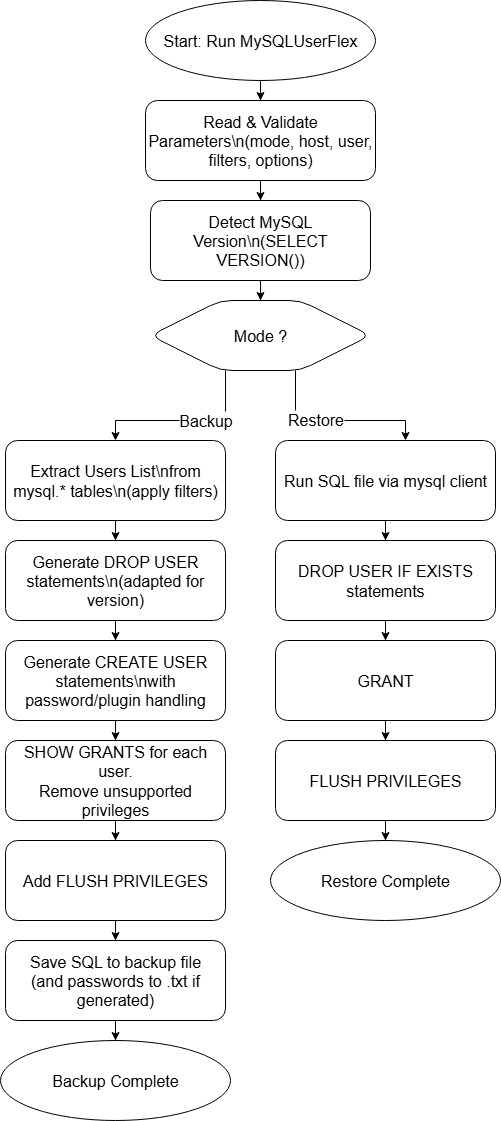 Start: Run MySQLUserFlex
Read & Validate
Parameters\n(mode, host, user,
filters, options)
Detect MySQL
Version\n(SELECT
VERSION())
Mode ?
Backup
Restore
Extract Users List\nfrom
mysql.* tables\n(apply filters)
Generate DROP USER
statements\n(adapted for
version)
Generate CREATE USER
statements\nwith
password/plugin handling
SHOW GRANTS for each
user.
Remove unsupported
privileges
Add FLUSH PRIVILEGES
Save SQL to backup file
(and passwords to .txt if
generated)
Backup Complete
Run SQL file via mysql client
DROP USER IF EXISTS
statements
GRANT
FLUSH PRIVILEGES
Restore Complete